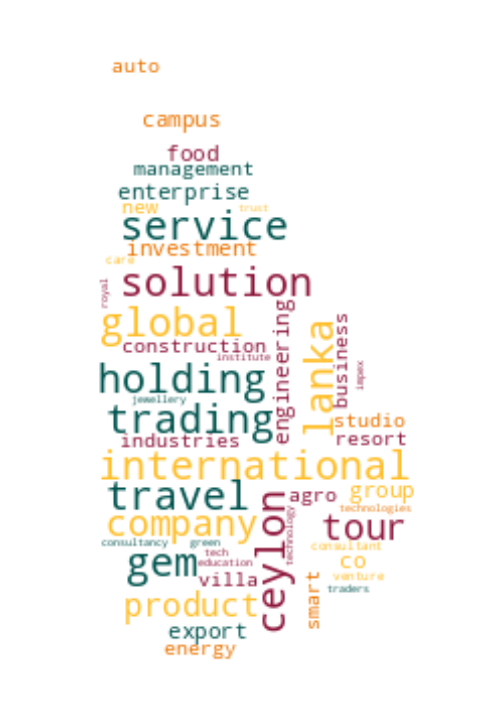 auto
campus
food
management
enterprise
new
trust
service
investment
care
solution
royal
global
construction
institute
engineering
lanka
business
impex
holding
jewellery
trading
studio
industries
resort
international
travel
ceylon
agro
group
company
technology
technologies
tour
consultancy
green
consultant
gem
tech
education
co
villa
venture
smart
traders
product
export
energy